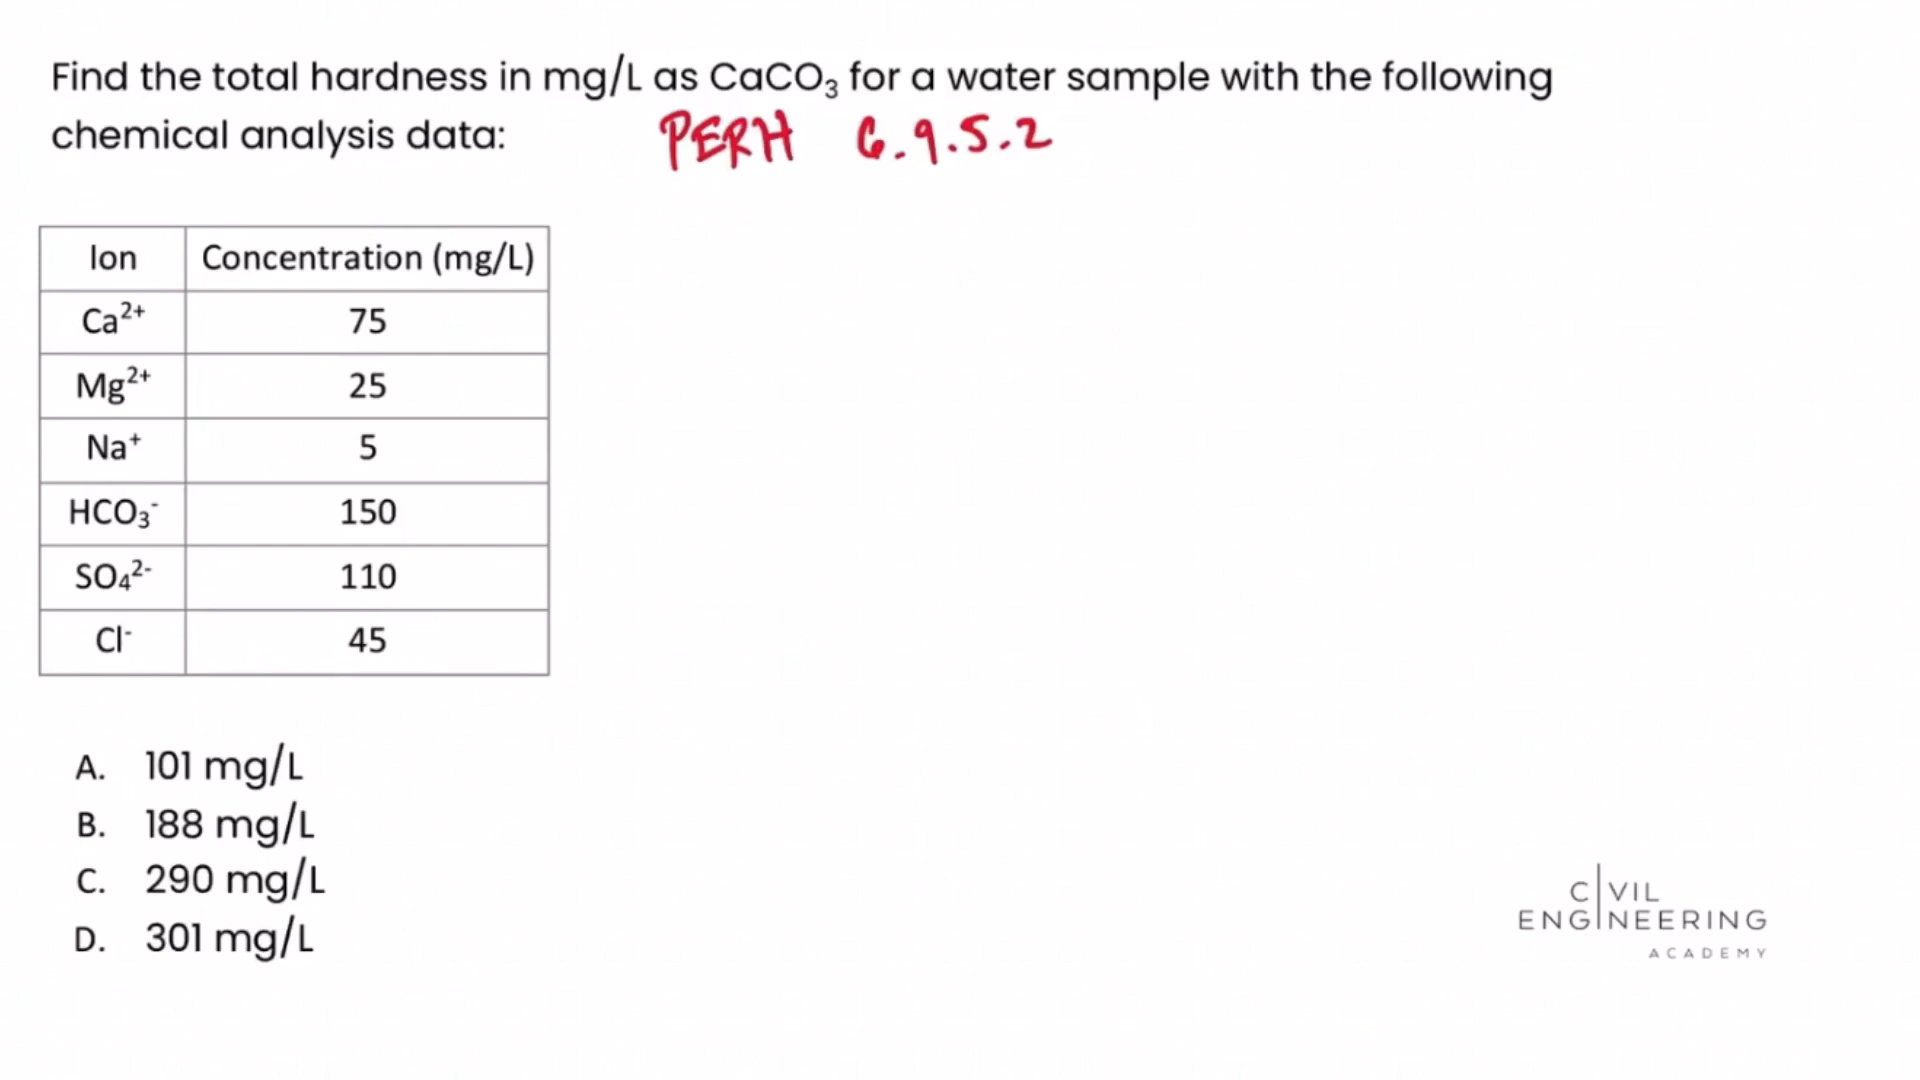 Find the total hardness in mg/L as CaCO₃ for a water sample with the following
chemical analysis data:
PERH 6.9.5.2
Ion Concentration (mg/L)
Ca²⁺ 75
Mg²⁺ 25
Na⁺ 5
HCO₃⁻ 150
SO₄²⁻ 110
Cl⁻ 45
A. 101 mg/L
B. 188 mg/L
C. 290 mg/L
D. 301 mg/L
CIVIL
ENGINEERING
ACADEMY